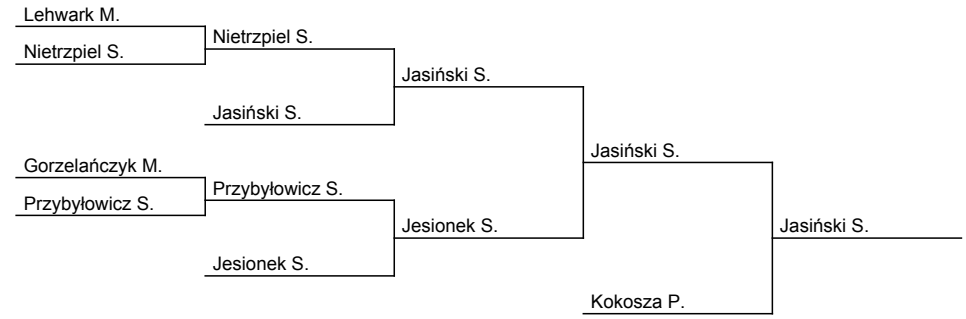 Lehwark M.
Nietrzpiel S.
Nietrzpiel S.
Jasiński S.
Jasiński S.
Jasiński S.
Gorzelańczyk M.
Przybyłowicz S.
Przybyłowicz S.
Jesionek S.
Jasiński S.
Jesionek S.
Kokosza P.